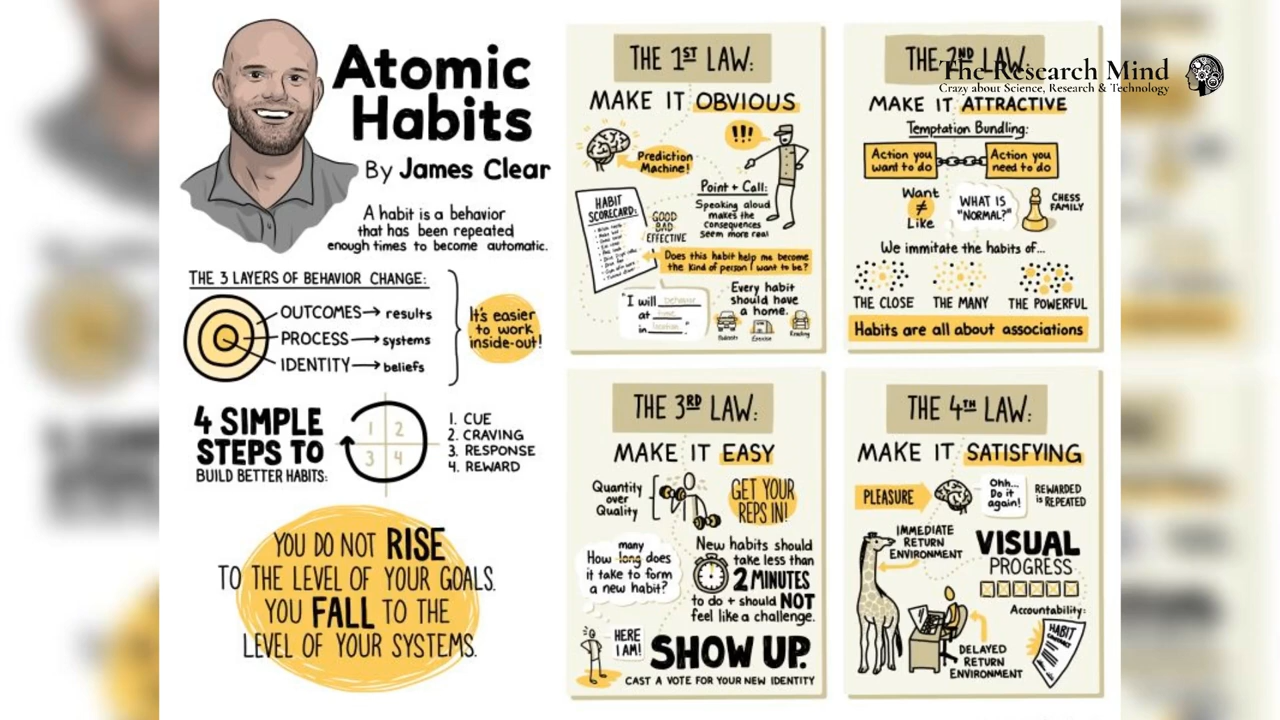 Atomic
Habits
By James Clear
A habit is a behavior
that has been repeated
enough times to become automatic.
THE 3 LAYERS OF BEHAVIOR CHANGE:
OUTCOMES → results
PROCESS → systems
IDENTITY → beliefs
It's easier
to work
inside-out!
4 SIMPLE
STEPS TO
BUILD BETTER HABITS:
1 2
3 4
1. CUE
2. CRAVING
3. RESPONSE
4. REWARD
YOU DO NOT RISE
TO THE LEVEL OF YOUR GOALS.
YOU FALL TO THE
LEVEL OF YOUR SYSTEMS.
THE 1ST LAW:
MAKE IT OBVIOUS
Prediction
Machine!
!!!
Point + Call:
Speaking aloud
makes the
consequences
seem more real
HABIT
SCORECARD:
GOOD
BAD
EFFECTIVE
Does this habit help me become
the kind of person I want to be?
"I will behavior
at time
in location."
Every habit
should have
a home.
Podcasts
Exercise
Reading
THE 2ND LAW:
The Research Mind
Crazy about Science, Research & Technology
MAKE IT ATTRACTIVE
Temptation Bundling:
Action you
want to do
Action you
need to do
Want
≠
Like
WHAT IS
"NORMAL?"
CHESS
FAMILY
We immitate the habits of...
THE CLOSE
THE MANY
THE POWERFUL
Habits are all about associations
THE 3RD LAW:
MAKE IT EASY
Quantity
over
Quality
GET YOUR
REPS IN!
many
How long does
it take to form
a new habit?
New habits should
take less than
2 MINUTES
to do + should NOT
feel like a challenge.
HERE
I AM!
SHOW UP.
CAST A VOTE FOR YOUR NEW IDENTITY
THE 4TH LAW:
MAKE IT SATISFYING
PLEASURE
Ohh...
Do it
again!
REWARDED
is REPEATED
IMMEDIATE
RETURN
ENVIRONMENT
VISUAL
PROGRESS
Accountability:
HABIT
CONTRACT
DELAYED
RETURN
ENVIRONMENT